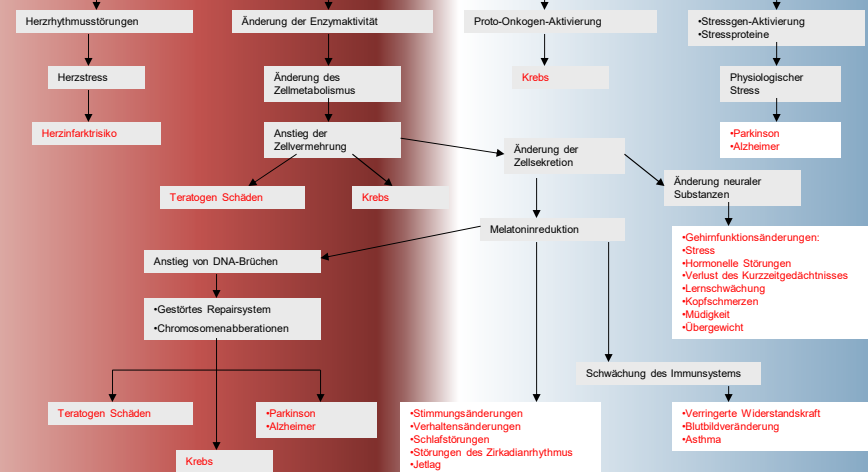 Herzrhythmusstörungen
Änderung der Enzymaktivität
Proto-Onkogen-Aktivierung
•Stressgen-Aktivierung
•Stressproteine
Herzstress
Änderung des
Zellmetabolismus
Krebs
Physiologischer
Stress
Herzinfarktrisiko
Anstieg der
Zellvermehrung
Änderung der
Zellsekretion
•Parkinson
•Alzheimer
Teratogen Schäden
Krebs
Änderung neuraler
Substanzen
Melatoninreduktion
•Gehirnfunktionsänderungen:
•Stress
•Hormonelle Störungen
•Verlust des Kurzzeitgedächtnisses
•Lernschwächung
•Kopfschmerzen
•Müdigkeit
•Übergewicht
Anstieg von DNA-Brüchen
•Gestörtes Repairsystem
•Chromosomenabberationen
Schwächung des Immunsystems
Teratogen Schäden
•Parkinson
•Alzheimer
Krebs
•Stimmungsänderungen
•Verhaltensänderungen
•Schlafstörungen
•Störungen des Zirkadianrhythmus
•Jetlag
•Verringerte Widerstandskraft
•Blutbildveränderung
•Asthma